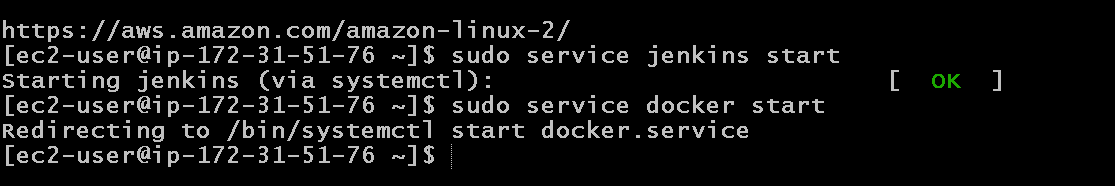 https://aws.amazon.com/amazon-linux-2/
[ec2-user@ip-172-31-51-76 ~]$ sudo service jenkins start
Starting jenkins (via systemctl):                          [  OK  ]
[ec2-user@ip-172-31-51-76 ~]$ sudo service docker start
Redirecting to /bin/systemctl start docker.service
[ec2-user@ip-172-31-51-76 ~]$